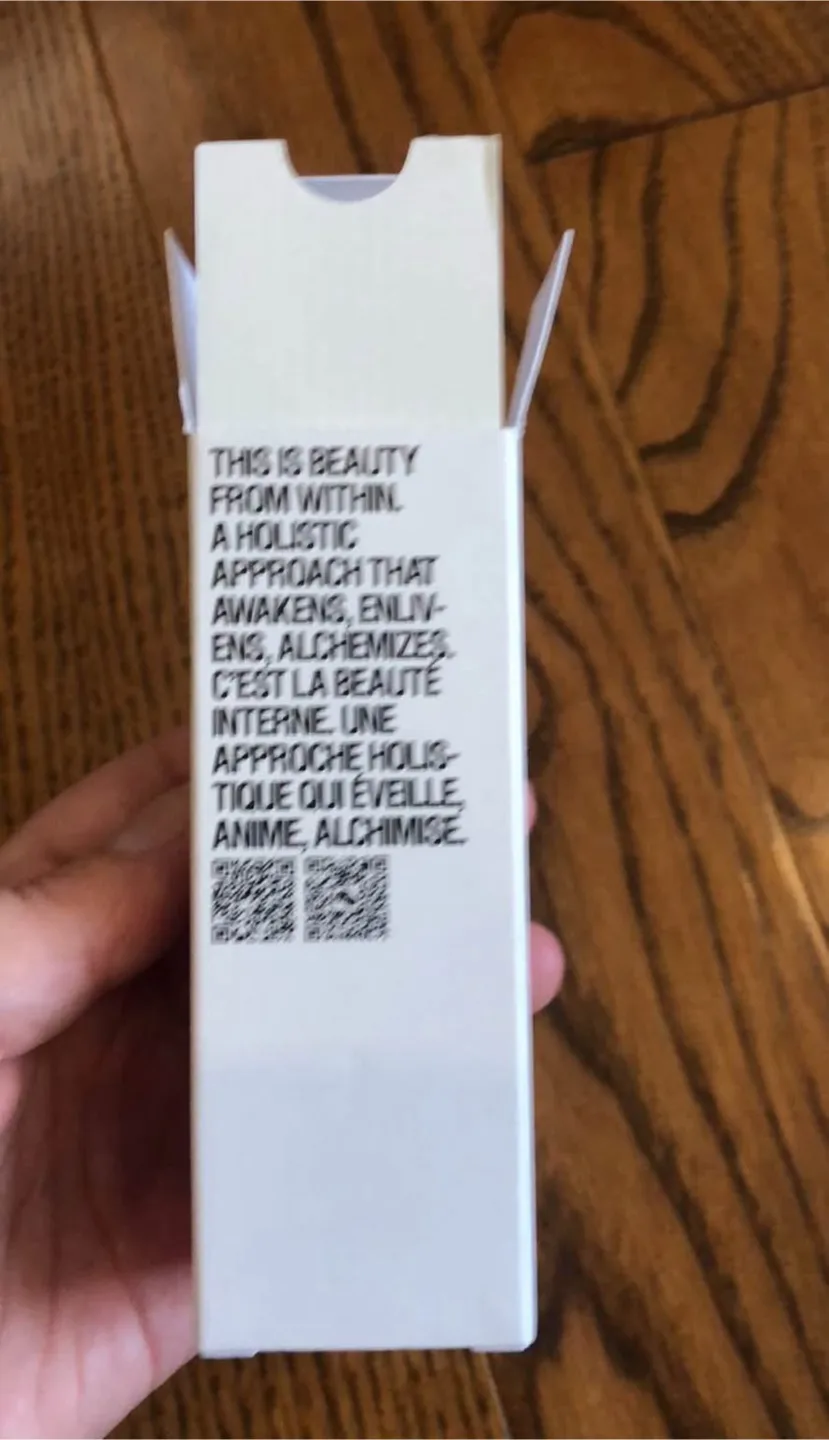 THIS IS BEAUTY
FROM WITHIN.
A HOLISTIC
APPROACH THAT
AWAKENS, ENLIV-
ENS, ALCHEMIZES.
C'EST LA BEAUTÉ
INTERNE. UNE
APPROCHE HOLIS-
TIQUE QUI ÉVEILLE,
ANIME, ALCHIMISE.